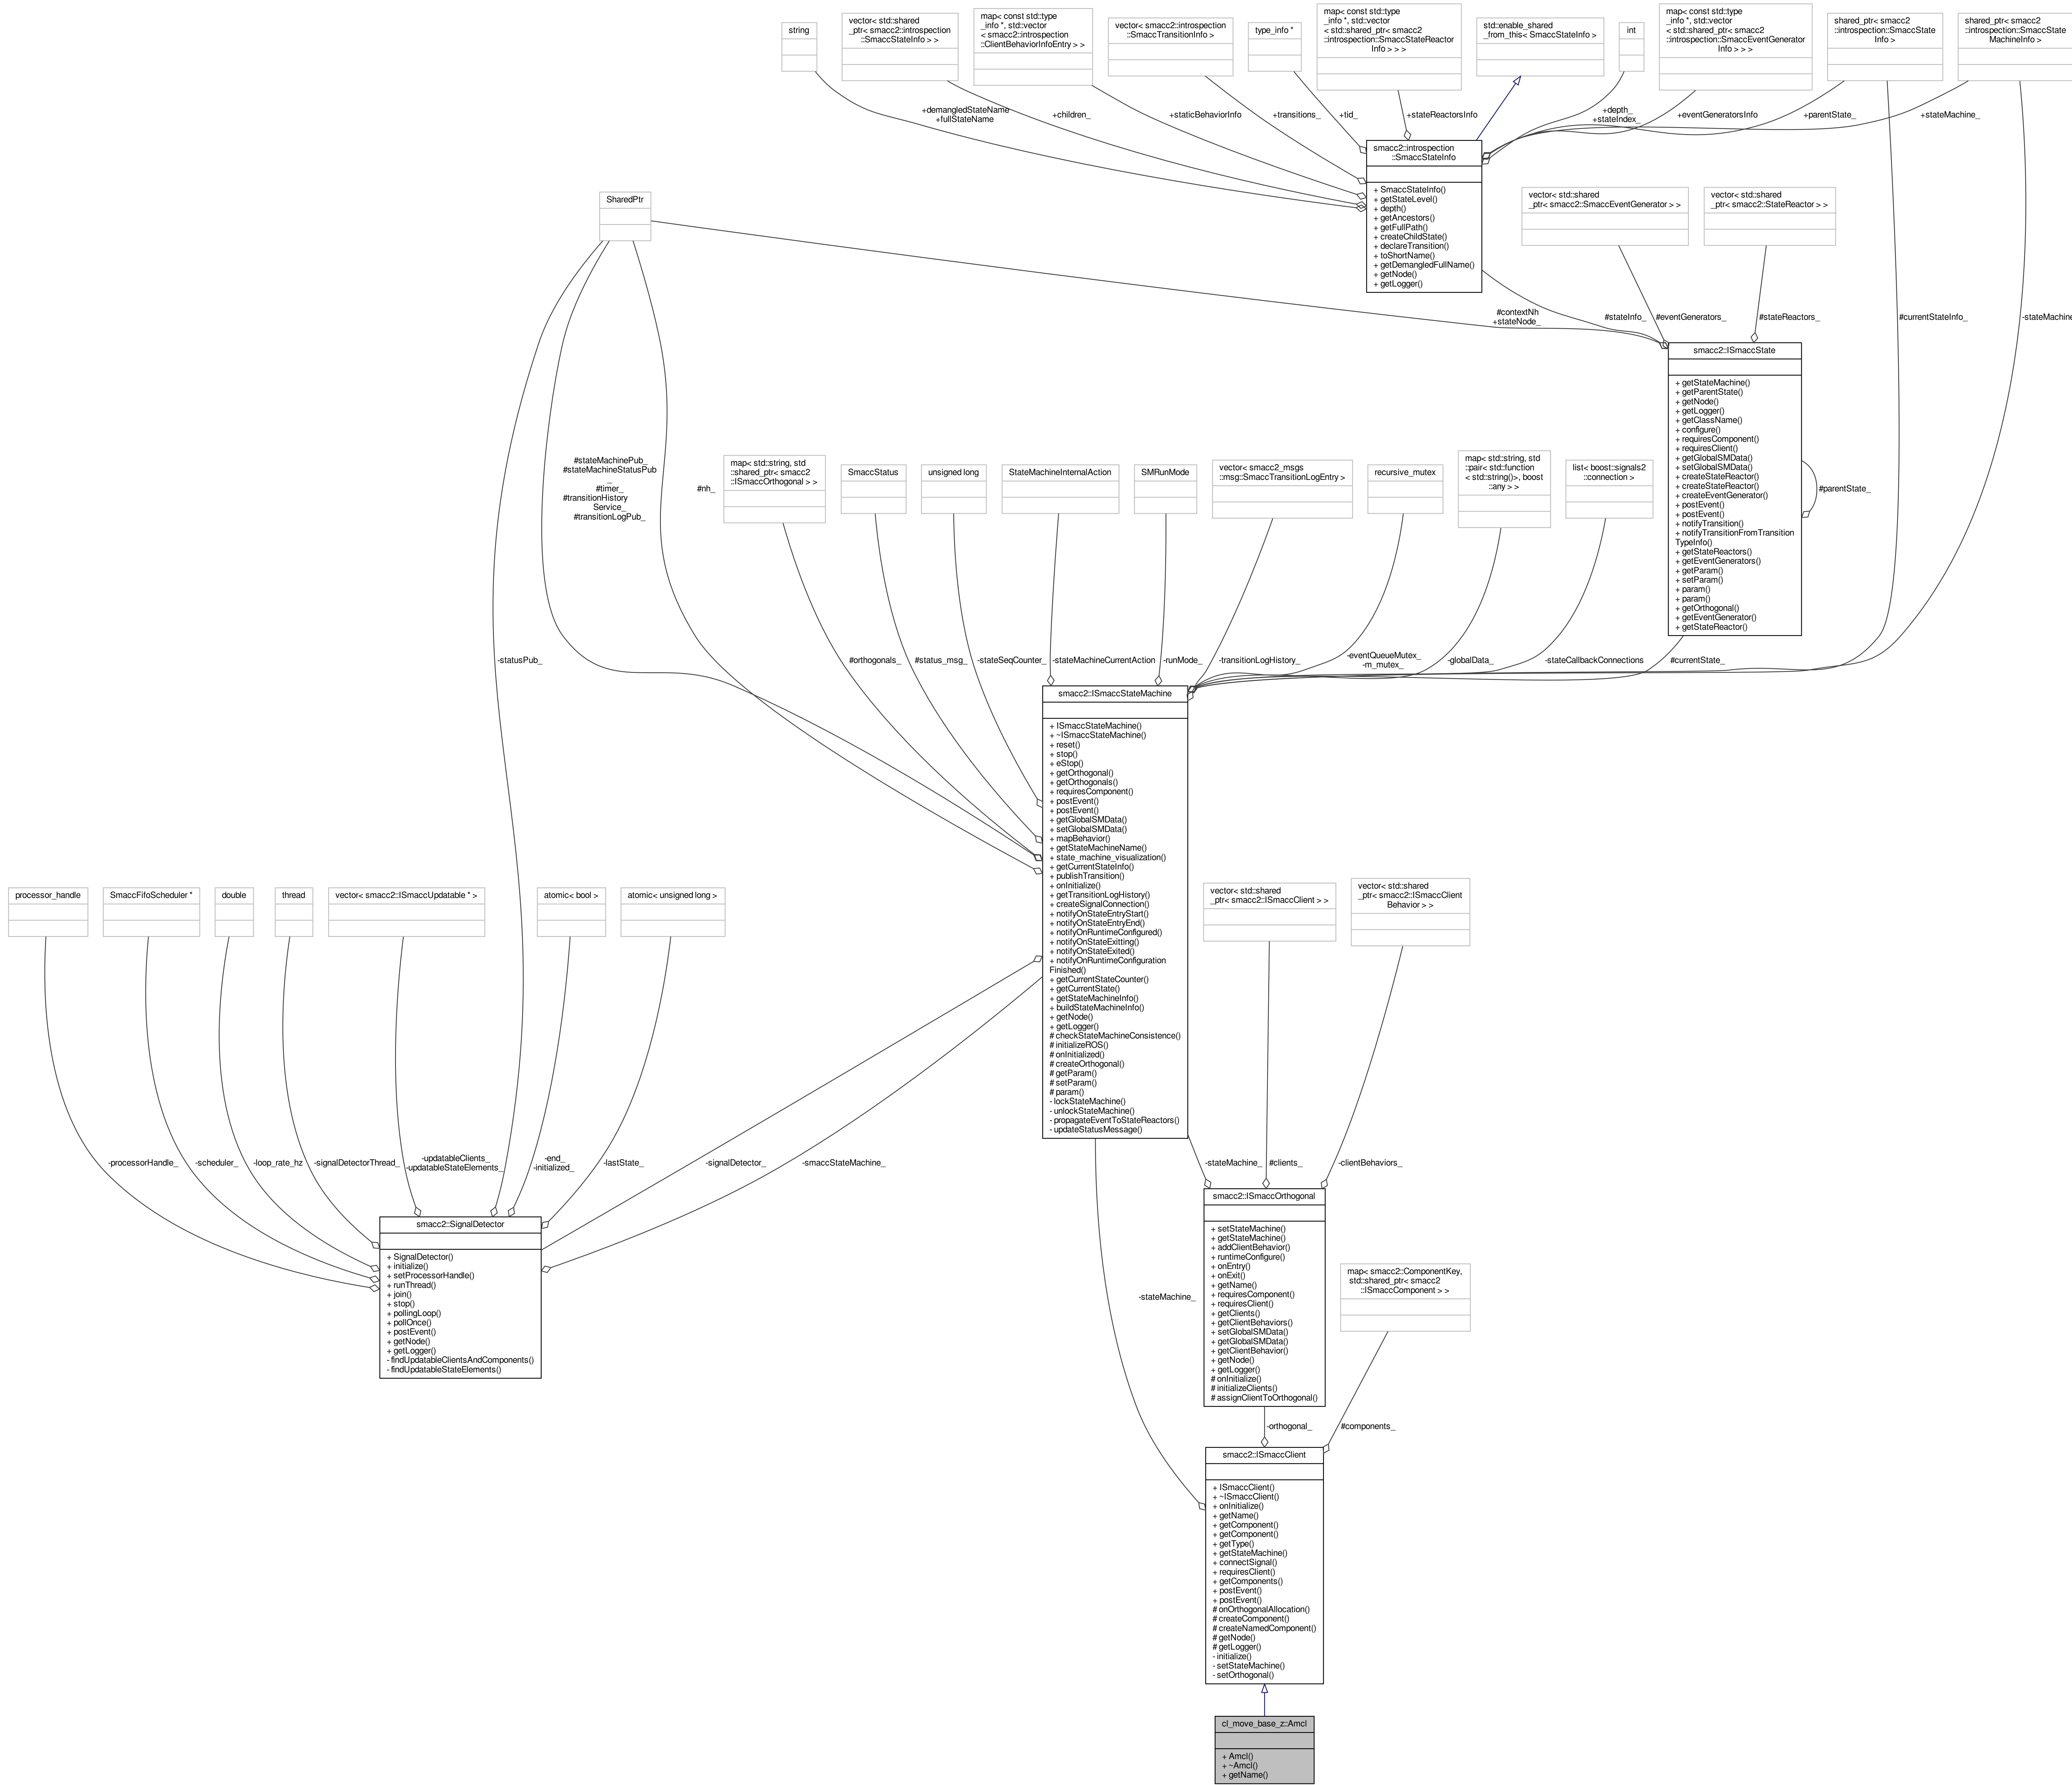 string
vector< std::shared
_ptr< smacc2::introspection
::SmaccStateInfo > >
map< const std::type
_info *, std::vector
< smacc2::introspection
::ClientBehaviorInfoEntry > >
vector< smacc2::introspection
::SmaccTransitionInfo >
type_info *
map< const std::type
_info *, std::vector
< std::shared_ptr< smacc2
::introspection::SmaccStateReactor
Info > > >
std::enable_shared
_from_this< SmaccStateInfo >
int
map< const std::type
_info *, std::vector
< std::shared_ptr< smacc2
::introspection::SmaccEventGenerator
Info > > >
shared_ptr< smacc2
::introspection::SmaccState
Info >
shared_ptr< smacc2
::introspection::SmaccState
MachineInfo >
+demangledStateName
+fullStateName
+children_
+staticBehaviorInfo
+transitions_
+tid_
+stateReactorsInfo
+depth_
+stateIndex_
+eventGeneratorsInfo
+parentState_
+stateMachine_
smacc2::introspection
::SmaccStateInfo
+ SmaccStateInfo()
+ getStateLevel()
+ depth()
+ getAncestors()
+ getFullPath()
+ createChildState()
+ declareTransition()
+ toShortName()
+ getDemangledFullName()
+ getNode()
+ getLogger()
SharedPtr
vector< std::shared
_ptr< smacc2::SmaccEventGenerator > >
vector< std::shared
_ptr< smacc2::StateReactor > >
#contextNh
+stateNode_
#stateInfo_
#eventGenerators_
#stateReactors_
#currentStateInfo_
-stateMachine
smacc2::ISmaccState
+ getStateMachine()
+ getParentState()
+ getNode()
+ getLogger()
+ getClassName()
+ configure()
+ requiresComponent()
+ requiresClient()
+ getGlobalSMData()
+ setGlobalSMData()
+ createStateReactor()
+ createStateReactor()
+ createEventGenerator()
+ postEvent()
+ postEvent()
+ notifyTransition()
+ notifyTransitionFromTransition
TypeInfo()
+ getStateReactors()
+ getEventGenerators()
+ getParam()
+ setParam()
+ param()
+ param()
+ getOrthogonal()
+ getEventGenerator()
+ getStateReactor()
#parentState_
#stateMachinePub_
#stateMachineStatusPub
_
#timer_
#transitionHistory
Service_
#transitionLogPub_
#nh_
map< std::string, std
::shared_ptr< smacc2
::ISmaccOrthogonal > >
SmaccStatus
unsigned long
StateMachineInternalAction
SMRunMode
vector< smacc2_msgs
::msg::SmaccTransitionLogEntry >
recursive_mutex
map< std::string, std
::pair< std::function
< std::string()>, boost
::any > >
list< boost::signals2
::connection >
-statusPub_
#orthogonals_
#status_msg_
-stateSeqCounter_
-stateMachineCurrentAction
-runMode_
-transitionLogHistory_
-eventQueueMutex_
-m_mutex_
-globalData_
-stateCallbackConnections
#currentState_
smacc2::ISmaccStateMachine
+ ISmaccStateMachine()
+ ~ISmaccStateMachine()
+ reset()
+ stop()
+ eStop()
+ getOrthogonal()
+ getOrthogonals()
+ requiresComponent()
+ postEvent()
+ postEvent()
+ getGlobalSMData()
+ setGlobalSMData()
+ mapBehavior()
+ getStateMachineName()
+ state_machine_visualization()
+ getCurrentStateInfo()
+ publishTransition()
+ onInitialize()
+ getTransitionLogHistory()
+ createSignalConnection()
+ notifyOnStateEntryStart()
+ notifyOnStateEntryEnd()
+ notifyOnRuntimeConfigured()
+ notifyOnStateExitting()
+ notifyOnStateExited()
+ notifyOnRuntimeConfiguration
Finished()
+ getCurrentStateCounter()
+ getCurrentState()
+ getStateMachineInfo()
+ buildStateMachineInfo()
+ getNode()
+ getLogger()
# checkStateMachineConsistence()
# initializeROS()
# onInitialized()
# createOrthogonal()
# getParam()
# setParam()
# param()
- lockStateMachine()
- unlockStateMachine()
- propagateEventToStateReactors()
- updateStatusMessage()
processor_handle
SmaccFifoScheduler *
double
thread
vector< smacc2::ISmaccUpdatable * >
atomic< bool >
atomic< unsigned long >
vector< std::shared
_ptr< smacc2::ISmaccClient > >
vector< std::shared
_ptr< smacc2::ISmaccClient
Behavior > >
-processorHandle_
-scheduler_
-loop_rate_hz
-signalDetectorThread_
-updatableClients_
-updatableStateElements_
-end_
-initialized_
-lastState_
-signalDetector_
-smaccStateMachine_
-stateMachine_
#clients_
-clientBehaviors_
smacc2::SignalDetector
+ SignalDetector()
+ initialize()
+ setProcessorHandle()
+ runThread()
+ join()
+ stop()
+ pollingLoop()
+ pollOnce()
+ postEvent()
+ getNode()
+ getLogger()
- findUpdatableClientsAndComponents()
- findUpdatableStateElements()
smacc2::ISmaccOrthogonal
+ setStateMachine()
+ getStateMachine()
+ addClientBehavior()
+ runtimeConfigure()
+ onEntry()
+ onExit()
+ getName()
+ requiresComponent()
+ requiresClient()
+ getClients()
+ getClientBehaviors()
+ setGlobalSMData()
+ getGlobalSMData()
+ getClientBehavior()
+ getNode()
+ getLogger()
# onInitialize()
# initializeClients()
# assignClientToOrthogonal()
map< smacc2::ComponentKey,
std::shared_ptr< smacc2
::ISmaccComponent > >
-stateMachine_
-orthogonal_
#components_
smacc2::ISmaccClient
+ ISmaccClient()
+ ~ISmaccClient()
+ onInitialize()
+ getName()
+ getComponent()
+ getComponent()
+ getType()
+ getStateMachine()
+ connectSignal()
+ requiresClient()
+ getComponents()
+ postEvent()
+ postEvent()
# onOrthogonalAllocation()
# createComponent()
# createNamedComponent()
# getNode()
# getLogger()
- initialize()
- setStateMachine()
- setOrthogonal()
cl_move_base_z::Amcl
+ Amcl()
+ ~Amcl()
+ getName()